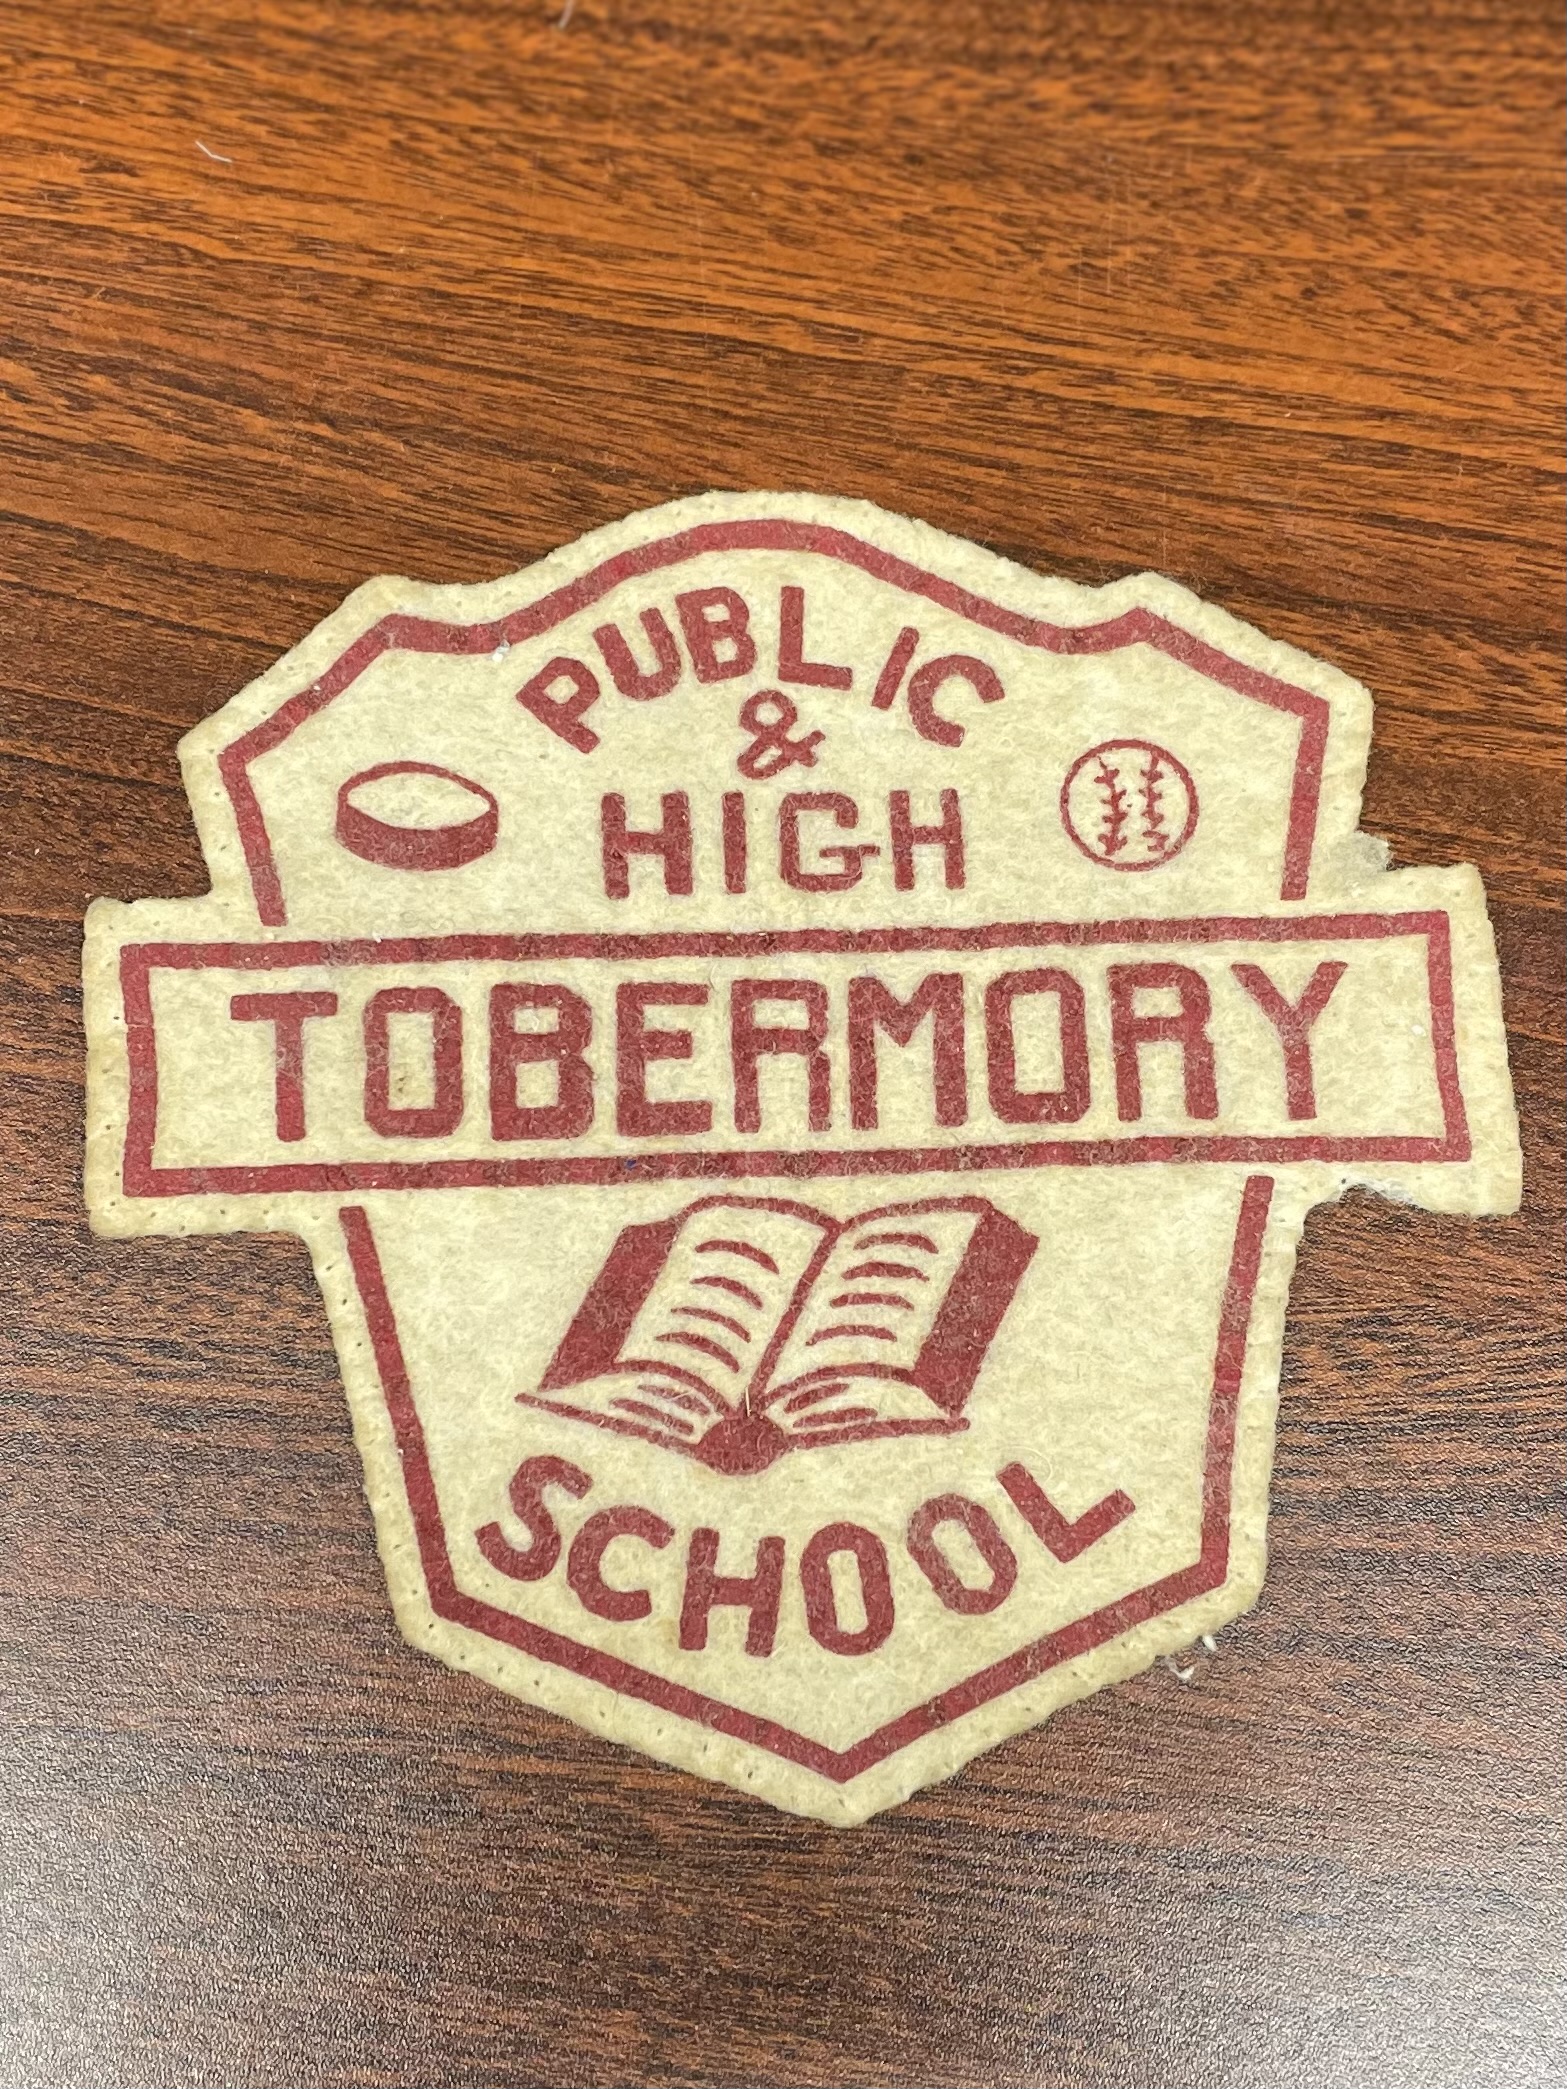 PUBLIC
&
HIGH
TOBERMORY
SCHOOL